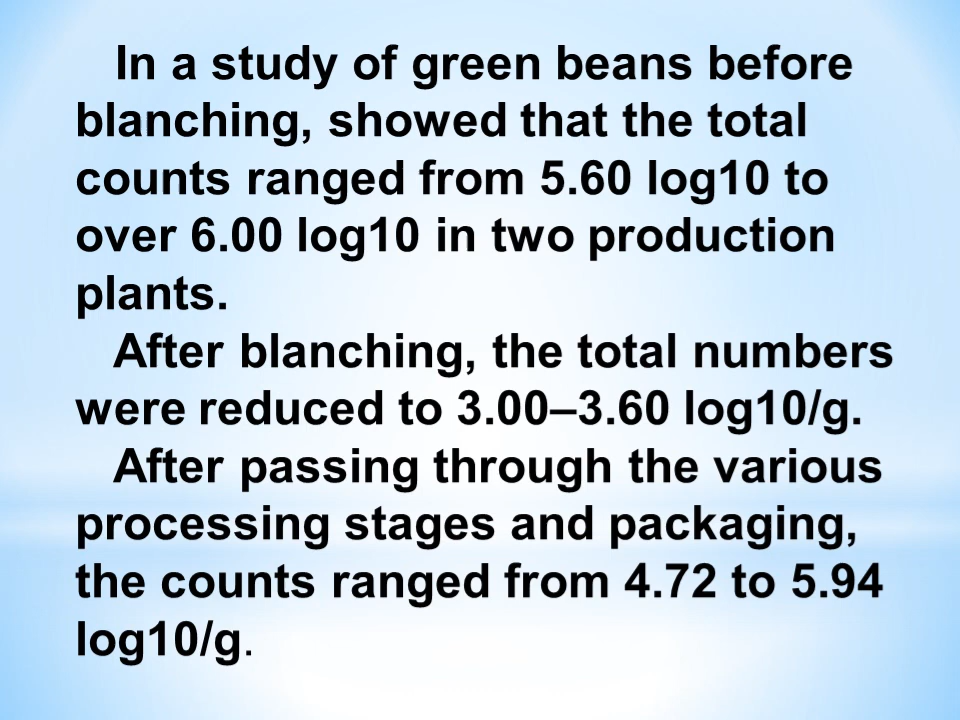 In a study of green beans before
blanching, showed that the total
counts ranged from 5.60 log10 to
over 6.00 log10 in two production
plants.
After blanching, the total numbers
were reduced to 3.00–3.60 log10/g.
After passing through the various
processing stages and packaging,
the counts ranged from 4.72 to 5.94
log10/g.